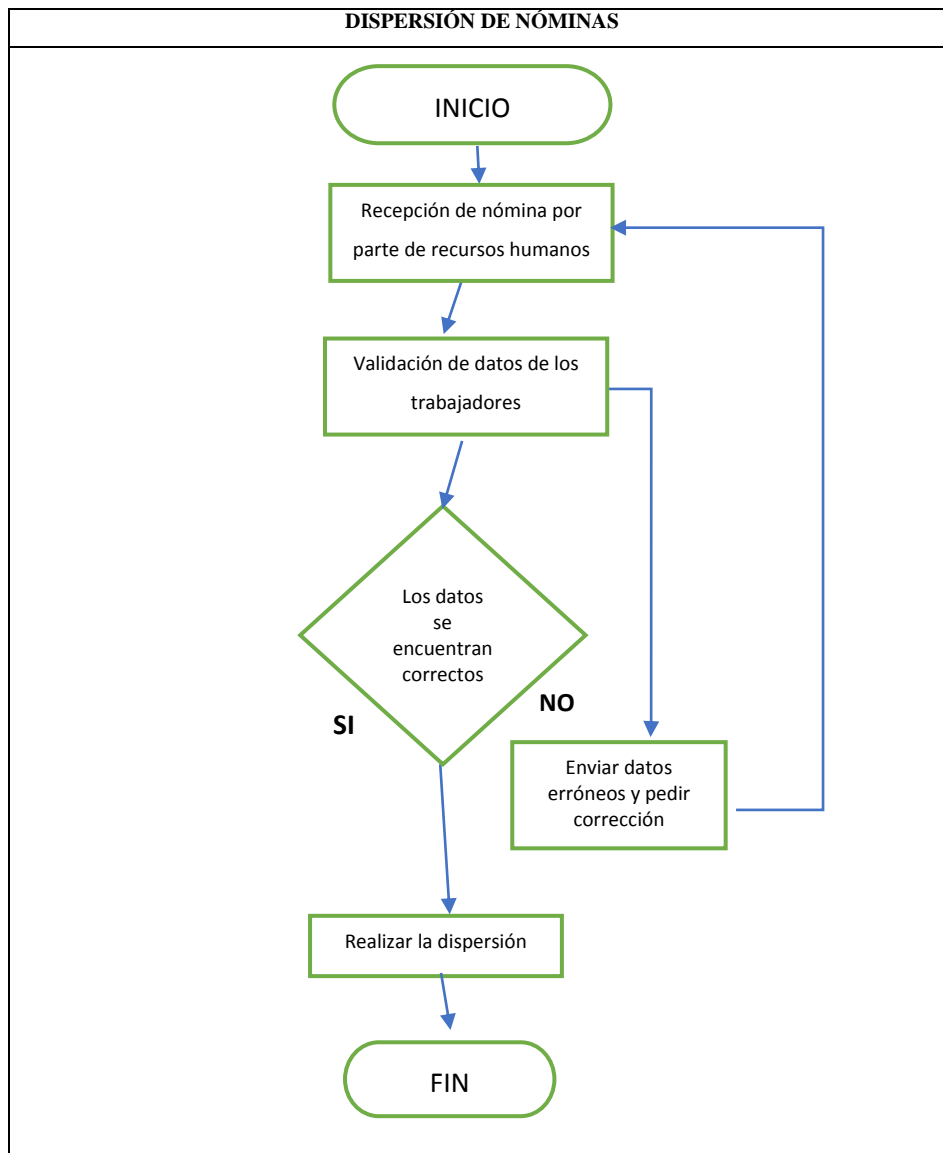 DISPERSIÓN DE NÓMINAS
INICIO
Recepción de nómina por
parte de recursos humanos
Validación de datos de los
trabajadores
Los datos
se
encuentran
correctos
SI
NO
Enviar datos
erróneos y pedir
corrección
Realizar la dispersión
FIN